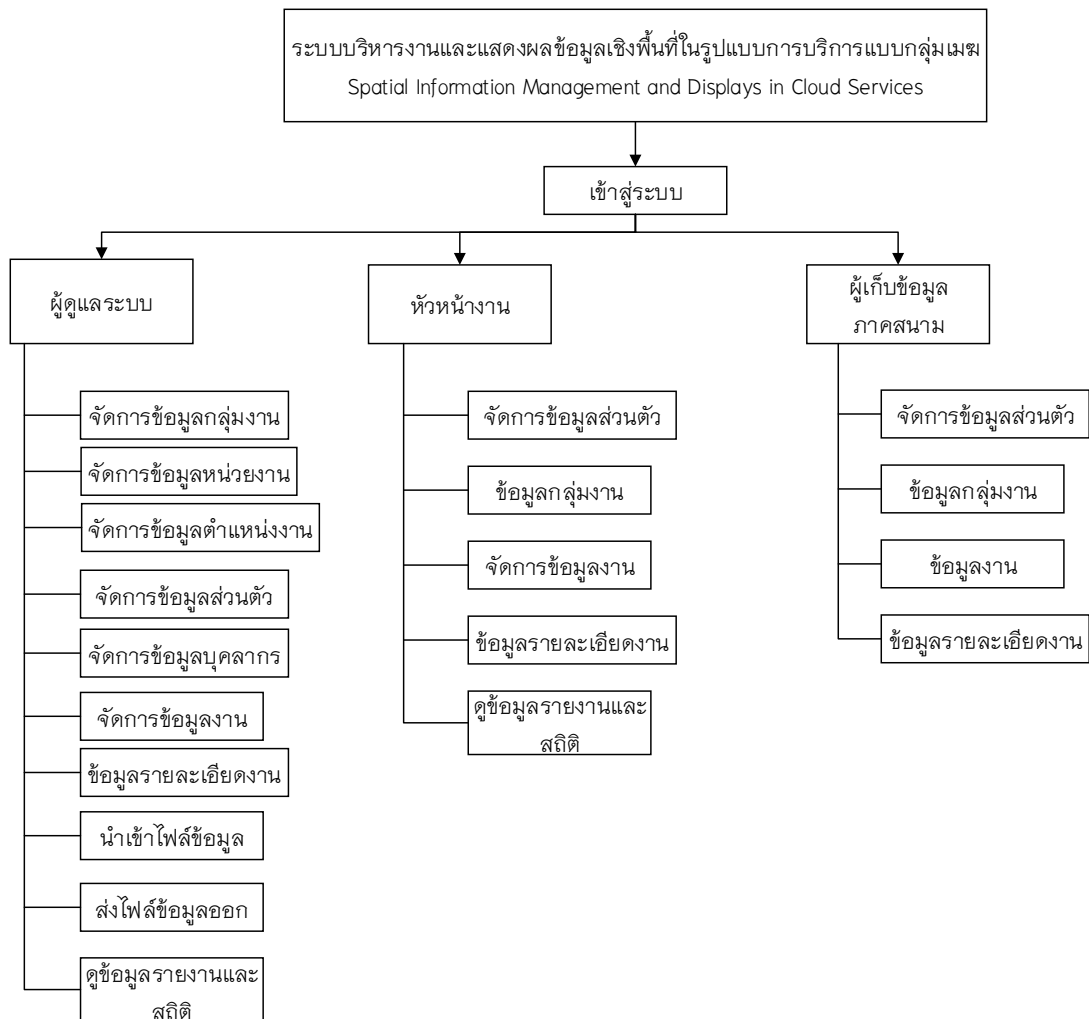 ระบบบริหารงานและแสดงผลข้อมูลเชิงพื้นที่ในรูปแบบการบริการแบบกลุ่มเมฆ
Spatial Information Management and Displays in Cloud Services
เข้าสู่ระบบ
ผู้ดูแลระบบ
จัดการข้อมูลกลุ่มงาน
จัดการข้อมูลหน่วยงาน
จัดการข้อมูลตำแหน่งงาน
จัดการข้อมูลส่วนตัว
จัดการข้อมูลบุคลากร
จัดการข้อมูลงาน
ข้อมูลรายละเอียดงาน
นำเข้าไฟล์ข้อมูล
ส่งไฟล์ข้อมูลออก
ดูข้อมูลรายงานและ
สถิติ
หัวหน้างาน
จัดการข้อมูลส่วนตัว
ข้อมูลกลุ่มงาน
จัดการข้อมูลงาน
ข้อมูลรายละเอียดงาน
ดูข้อมูลรายงานและ
สถิติ
ผู้เก็บข้อมูล
ภาคสนาม
จัดการข้อมูลส่วนตัว
ข้อมูลกลุ่มงาน
ข้อมูลงาน
ข้อมูลรายละเอียดงาน